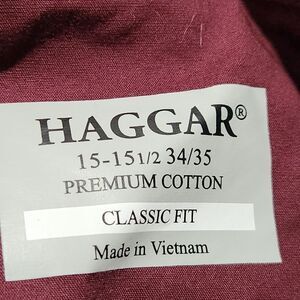 HAGGAR®
15-15 1/2 34/35
PREMIUM COTTON
CLASSIC FIT
Made in Vietnam